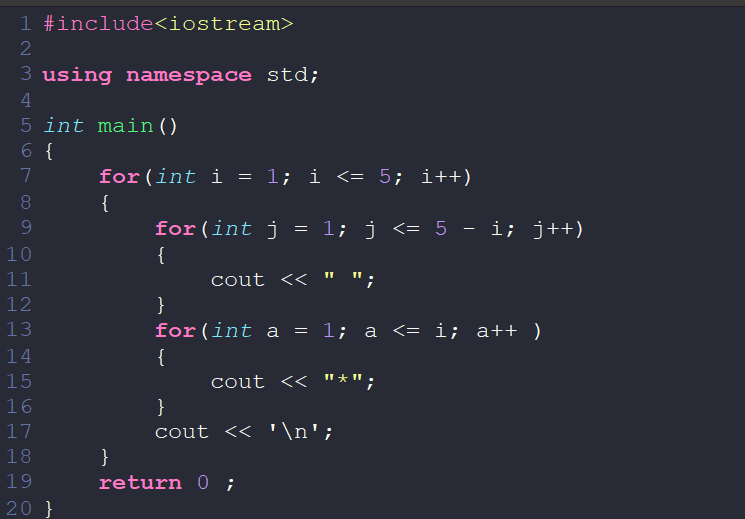 1 #include<iostream>
2
3 using namespace std;
4
5 int main()
6 {
7     for(int i = 1; i <= 5; i++)
8     {
9         for(int j = 1; j <= 5 - i; j++)
10         {
11             cout << " ";
12         }
13         for(int a = 1; a <= i; a++ )
14         {
15             cout << "*";
16         }
17         cout << '\n';
18     }
19     return 0 ;
20 }